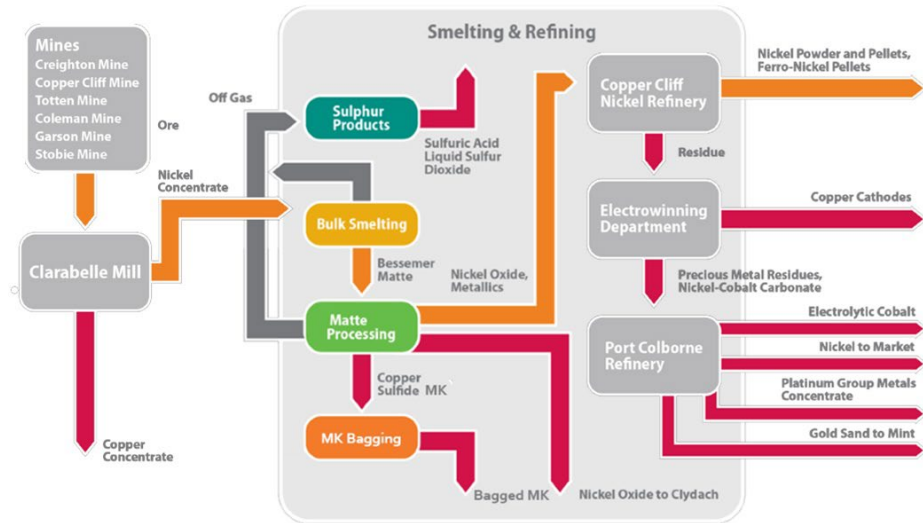 Mines
Creighton Mine
Copper Cliff Mine
Totten Mine
Coleman Mine
Garson Mine
Stobie Mine
Ore
Clarabelle Mill
Nickel
Concentrate
Copper
Concentrate
Smelting & Refining
Off Gas
Sulphur
Products
Sulfuric Acid
Liquid Sulfur
Dioxide
Bulk Smelting
Bessemer
Matte
Matte
Processing
Nickel Oxide,
Metallics
Copper
Sulfide MK
MK Bagging
Bagged MK
Nickel Oxide to Clydach
Copper Cliff
Nickel Refinery
Nickel Powder and Pellets,
Ferro-Nickel Pellets
Residue
Electrowinning
Department
Copper Cathodes
Precious Metal Residues,
Nickel-Cobalt Carbonate
Port Colborne
Refinery
Electrolytic Cobalt
Nickel to Market
Platinum Group Metals
Concentrate
Gold Sand to Mint